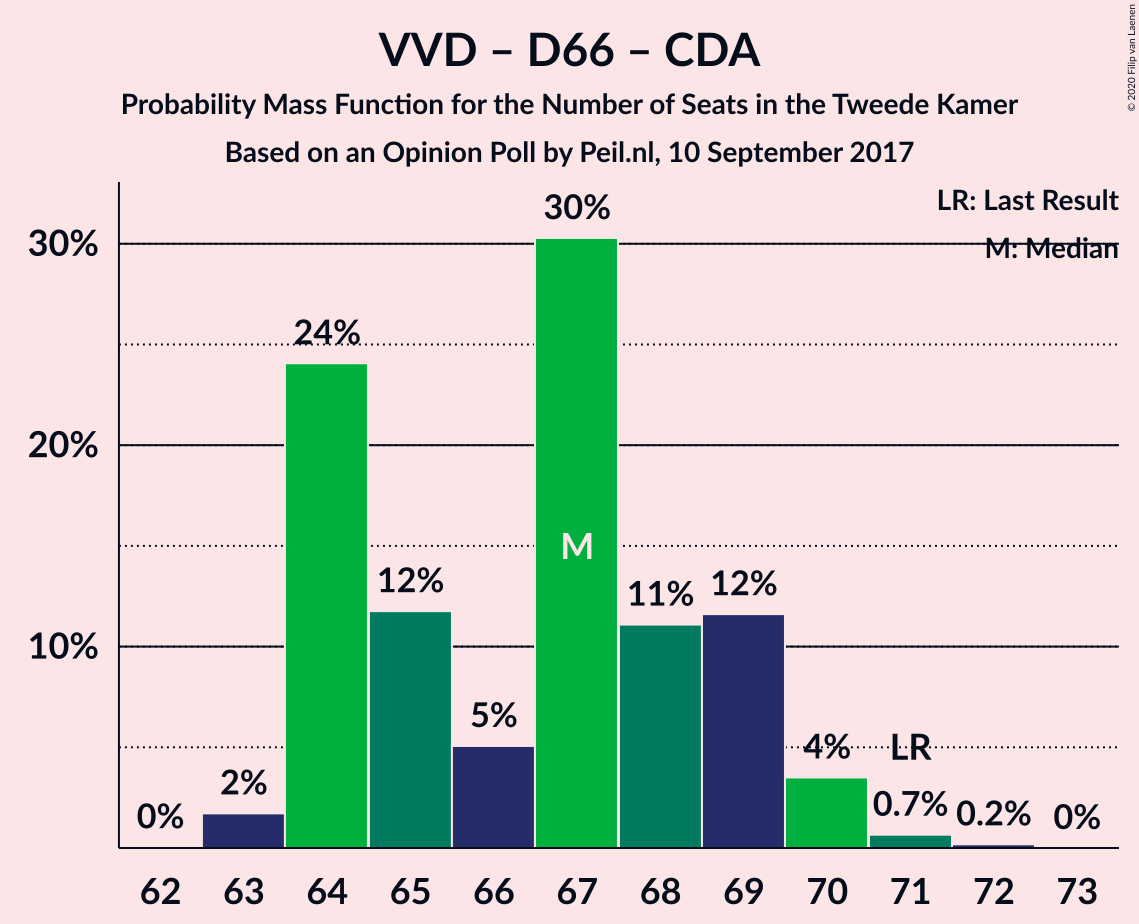 VVD – D66 – CDA
Probability Mass Function for the Number of Seats in the Tweede Kamer
Based on an Opinion Poll by Peil.nl, 10 September 2017
© 2020 Filip van Laenen
LR: Last Result
M: Median
30%
20%
10%
0%
2%
24%
12%
5%
30%
M
11%
12%
4%
LR
0.7%
0.2%
0%
62 63 64 65 66 67 68 69 70 71 72 73